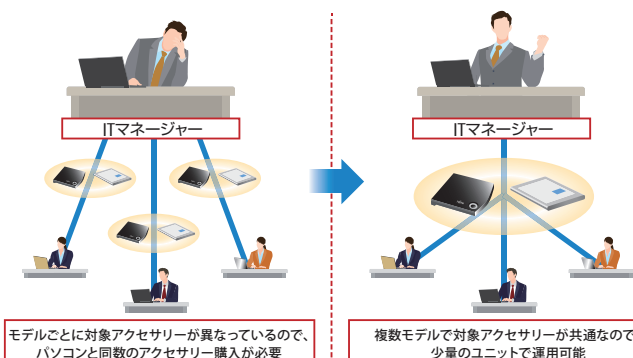 ITマネージャー
ITマネージャー
モデルごとに対象アクセサリーが異なっているので、
パソコンと同数のアクセサリー購入が必要
複数モデルで対象アクセサリーが共通なので
少量のユニットで運用可能